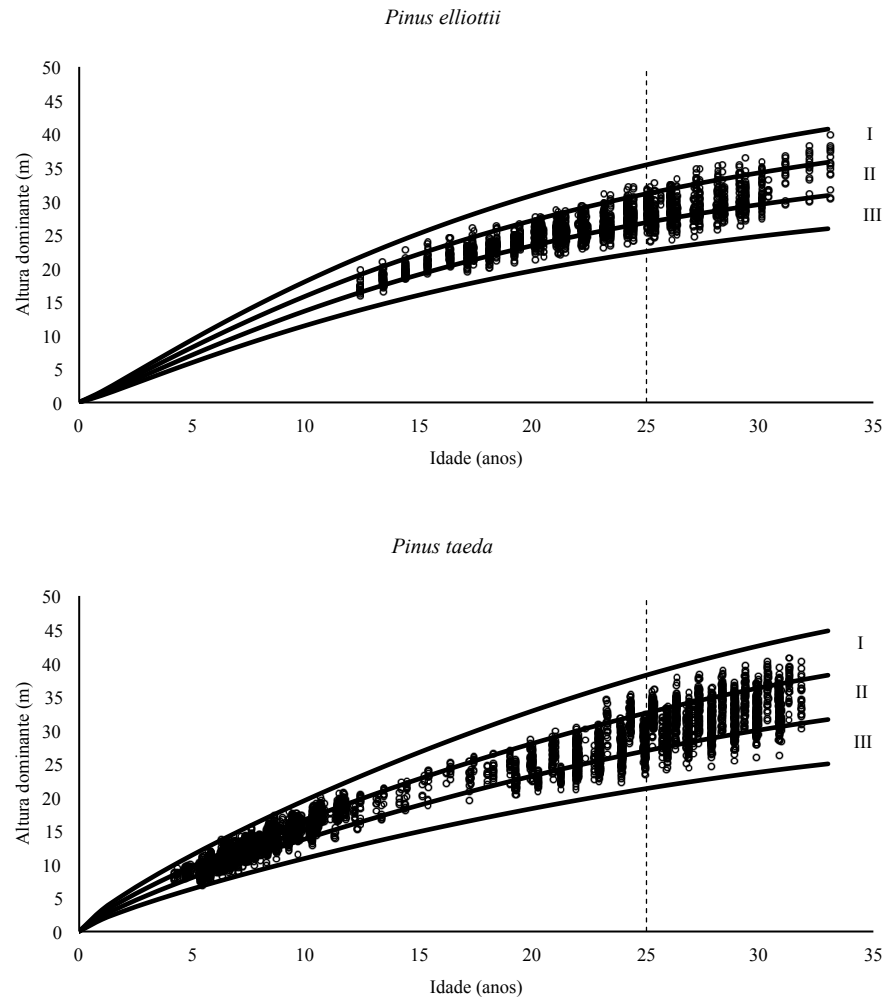 Pinus elliottii
50
45
40
35
30
25
20
15
10
5
0
Altura dominante (m)
I
II
III
0 5 10 15 20 25 30 35
Idade (anos)
Pinus taeda
50
45
40
35
30
25
20
15
10
5
0
Altura dominante (m)
I
II
III
0 5 10 15 20 25 30 35
Idade (anos)